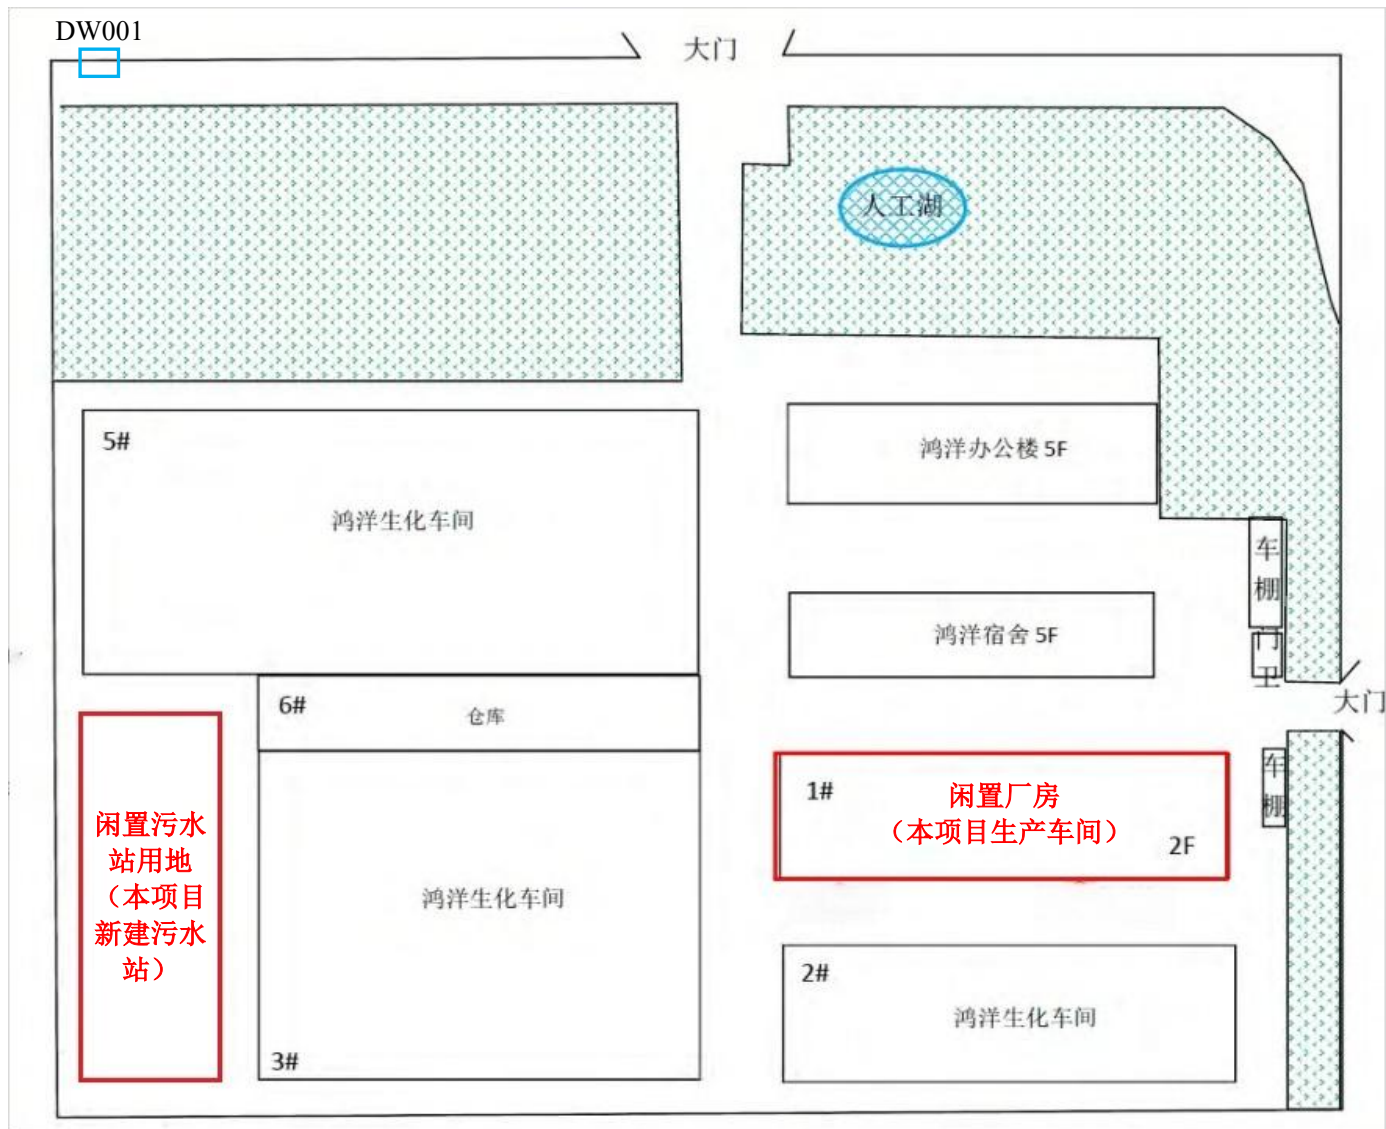 DW001
大门
人工湖
5#
鸿洋生化车间
鸿洋办公楼 5F
车
棚
鸿洋宿舍 5F
门
卫
大门
6#
仓库
闲置污水
站用地
（本项目
新建污水
站）
鸿洋生化车间
3#
1#
闲置厂房
（本项目生产车间）
2F
车
棚
2#
鸿洋生化车间